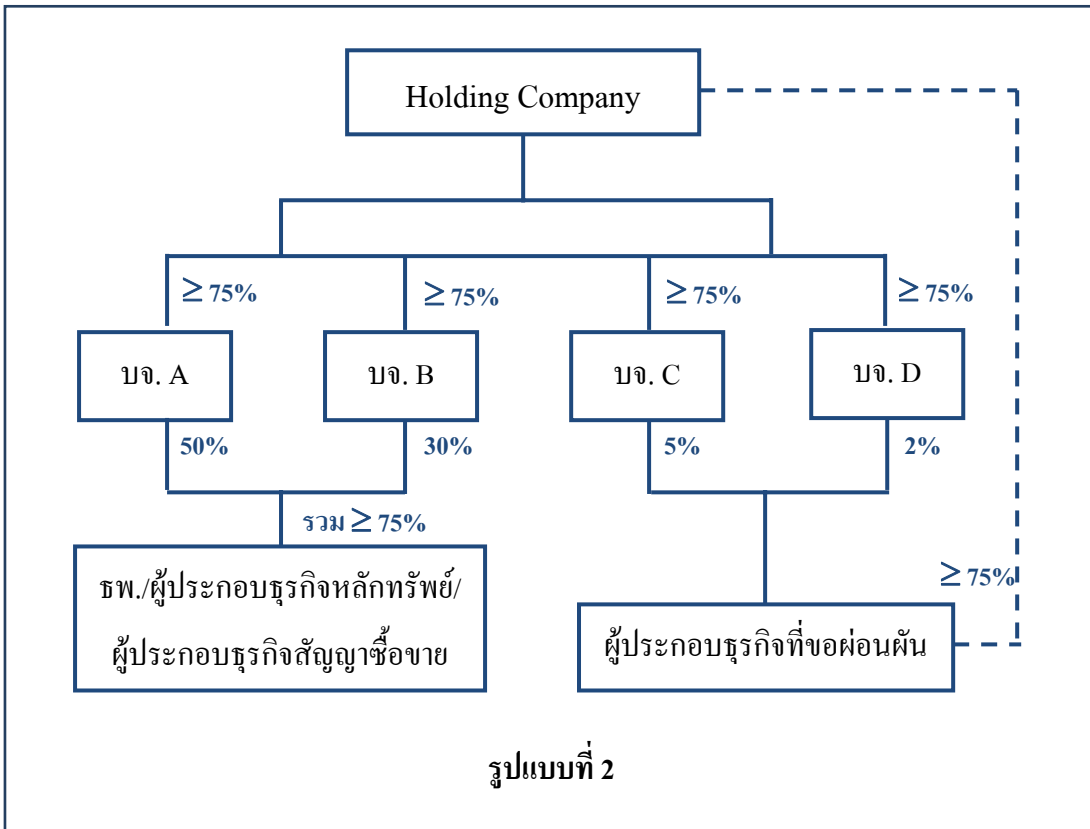 Holding Company
≥ 75%
≥ 75%
≥ 75%
≥ 75%
บจ. A
บจ. B
บจ. C
บจ. D
50%
30%
5%
2%
รวม ≥ 75%
ธพ./ผู้ประกอบธุรกิจหลักทรัพย์/
ผู้ประกอบธุรกิจสัญญาซื้อขาย
≥ 75%
ผู้ประกอบธุรกิจที่ขอผ่อนผัน
รูปแบบที่ 2